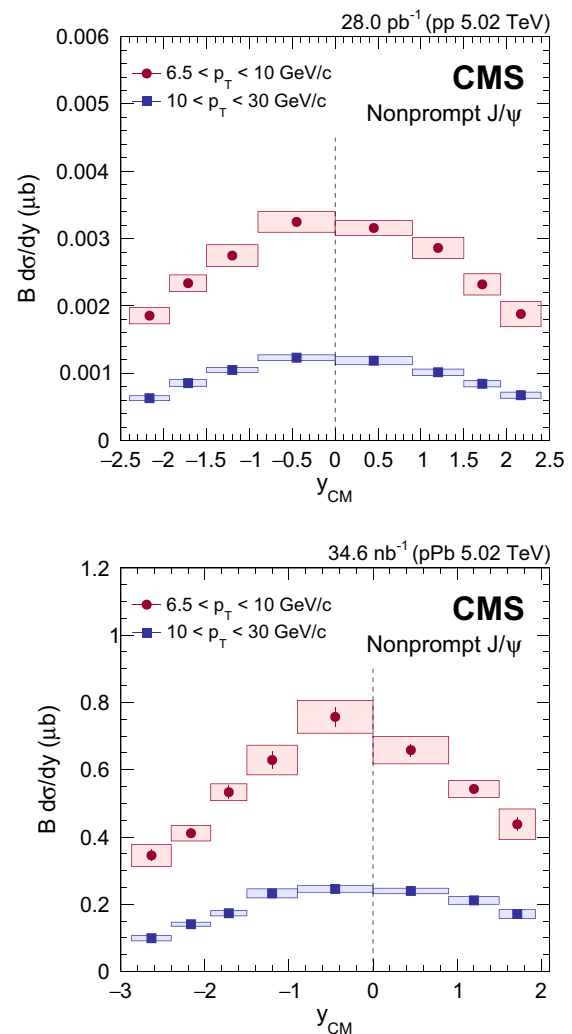 28.0 pb⁻¹ (pp 5.02 TeV)
0.006
0.005
0.004
0.003
0.002
0.001
0
B dσ/dy (μb)
6.5 < p_T < 10 GeV/c
10 < p_T < 30 GeV/c
CMS
Nonprompt J/ψ
−2.5 −2 −1.5 −1 −0.5 0 0.5 1 1.5 2 2.5
y_CM
34.6 nb⁻¹ (pPb 5.02 TeV)
1.2
1
0.8
0.6
0.4
0.2
0
B dσ/dy (μb)
6.5 < p_T < 10 GeV/c
10 < p_T < 30 GeV/c
CMS
Nonprompt J/ψ
−3 −2 −1 0 1 2
y_CM